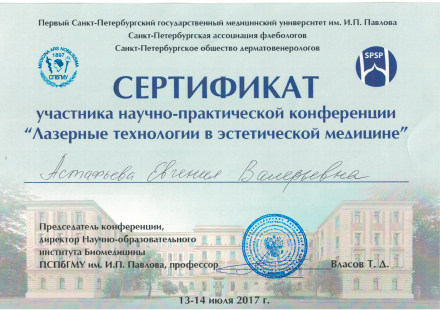 Первый Санкт-Петербургский государственный медицинский университет им. И.П. Павлова
Санкт-Петербургская ассоциация флебологов
Санкт-Петербургское общество дерматовенерологов
1897
СПбГМУ
SPSP
СЕРТИФИКАТ
участника научно-практической конференции
“Лазерные технологии в эстетической медицине”
Астафьева Евгения Валерьевна
Председатель конференции,
директор Научно-образовательного
института Биомедицины
ПСПбГМУ им. И.П. Павлова, профессор
Власов Т. Д.
13-14 июля 2017 г.